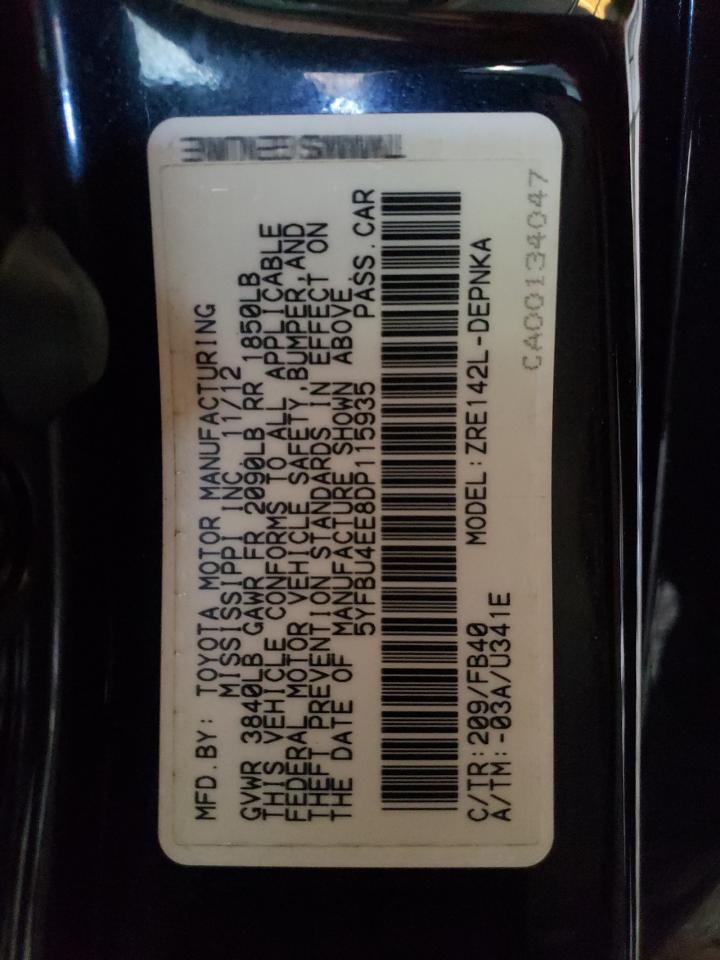 MFD.BY: TOYOTA MOTOR MANUFACTURING
MISSISSIPPI INC. 11/12
GVWR 3840LB GAWR FR 2090LB RR 1850LB
THIS VEHICLE CONFORMS TO ALL APPLICABLE
FEDERAL MOTOR VEHICLE SAFETY,BUMPER,AND
THEFT PREVENTION STANDARDS IN EFFECT ON
THE DATE OF MANUFACTURE SHOWN ABOVE.
5YFBU4EE8DP115935 PASS.CAR
C/TR:209/FB40 MODEL:ZRE142L-DEPNKA
A/TM:-03A/U341E
CA00134047